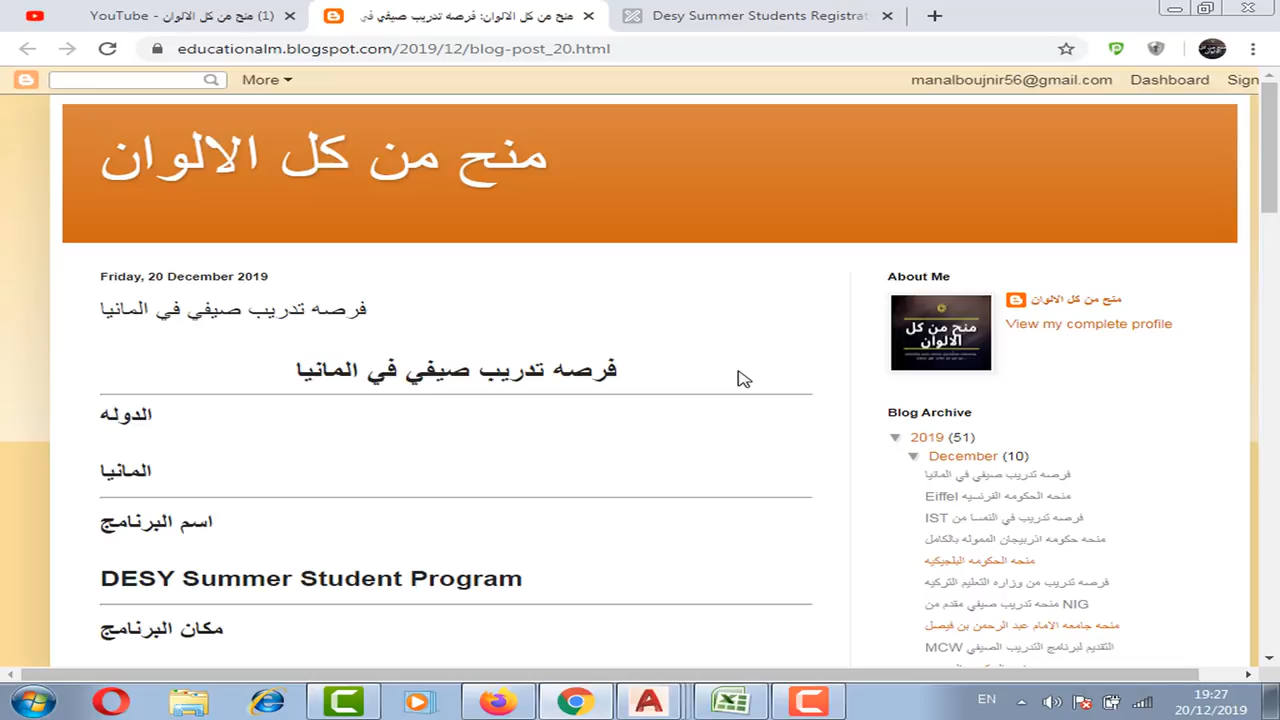 منح من كل الالوان - YouTube (1)
منح من كل الالوان: فرصه تدريب صيفي في
Desy Summer Students Registrat
educationalm.blogspot.com/2019/12/blog-post_20.html
More
manalboujnir56@gmail.com Dashboard Sign
منح من كل الالوان
Friday, 20 December 2019
فرصه تدريب صيفي في المانيا
فرصه تدريب صيفي في المانيا
الدوله
المانيا
اسم البرنامج
DESY Summer Student Program
مكان البرنامج
About Me
منح من كل
الالوان
منح من كل الالوان
View my complete profile
Blog Archive
2019 (51)
December (10)
فرصه تدريب صيفي في المانيا
منحه الحكومه الفرنسيه Eiffel
فرصه تدريب في النمسا من IST
منحه حكومه اذربيجان المموله بالكامل
منحه الحكومه البلجيكيه
فرصه تدريب من وزاره التعليم التركيه
منحه تدريب صيفي مقدم من NIG
منحه جامعه الامام عبد الرحمن بن فيصل
التقديم لبرنامج التدريب الصيفي MCW
EN
19:27
20/12/2019